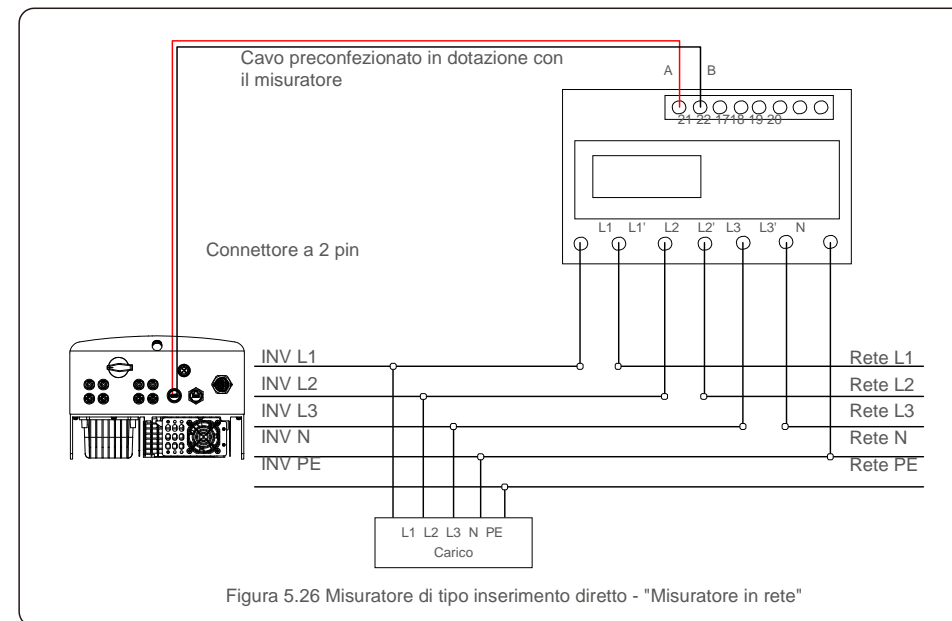 Cavo preconfezionato in dotazione con
il misuratore
A B
21 22 17 18 19 20
L1 L1' L2 L2' L3 L3' N
Connettore a 2 pin
INV L1
INV L2
INV L3
INV N
INV PE
Rete L1
Rete L2
Rete L3
Rete N
Rete PE
L1 L2 L3 N PE
Carico
Figura 5.26 Misuratore di tipo inserimento diretto - "Misuratore in rete"